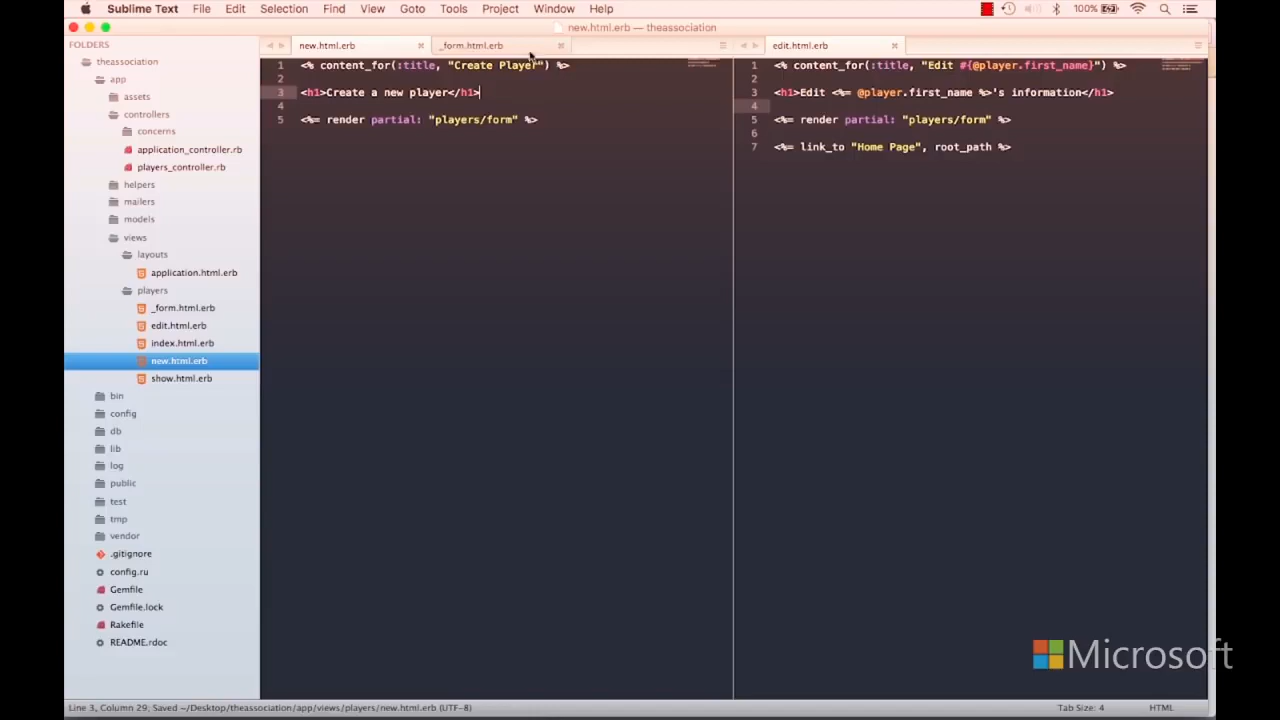 Sublime Text File Edit Selection Find View Goto Tools Project Window Help 100%
new.html.erb — theassociation
FOLDERS
theassociation
app
assets
controllers
concerns
application_controller.rb
players_controller.rb
helpers
mailers
models
views
layouts
application.html.erb
players
_form.html.erb
edit.html.erb
index.html.erb
new.html.erb
show.html.erb
bin
config
db
lib
log
public
test
tmp
vendor
.gitignore
config.ru
Gemfile
Gemfile.lock
Rakefile
README.rdoc
new.html.erb _form.html.erb
1 <% content_for(:title, "Create Player") %>
2
3 <h1>Create a new player</h1>
4
5 <%= render partial: "players/form" %>
edit.html.erb
1 <% content_for(:title, "Edit #{@player.first_name}") %>
2
3 <h1>Edit <%= @player.first_name %>'s information</h1>
4
5 <%= render partial: "players/form" %>
6
7 <%= link_to "Home Page", root_path %>
Microsoft
Line 3, Column 29; Saved ~/Desktop/theassociation/app/views/players/new.html.erb (UTF-8) Tab Size: 4 HTML